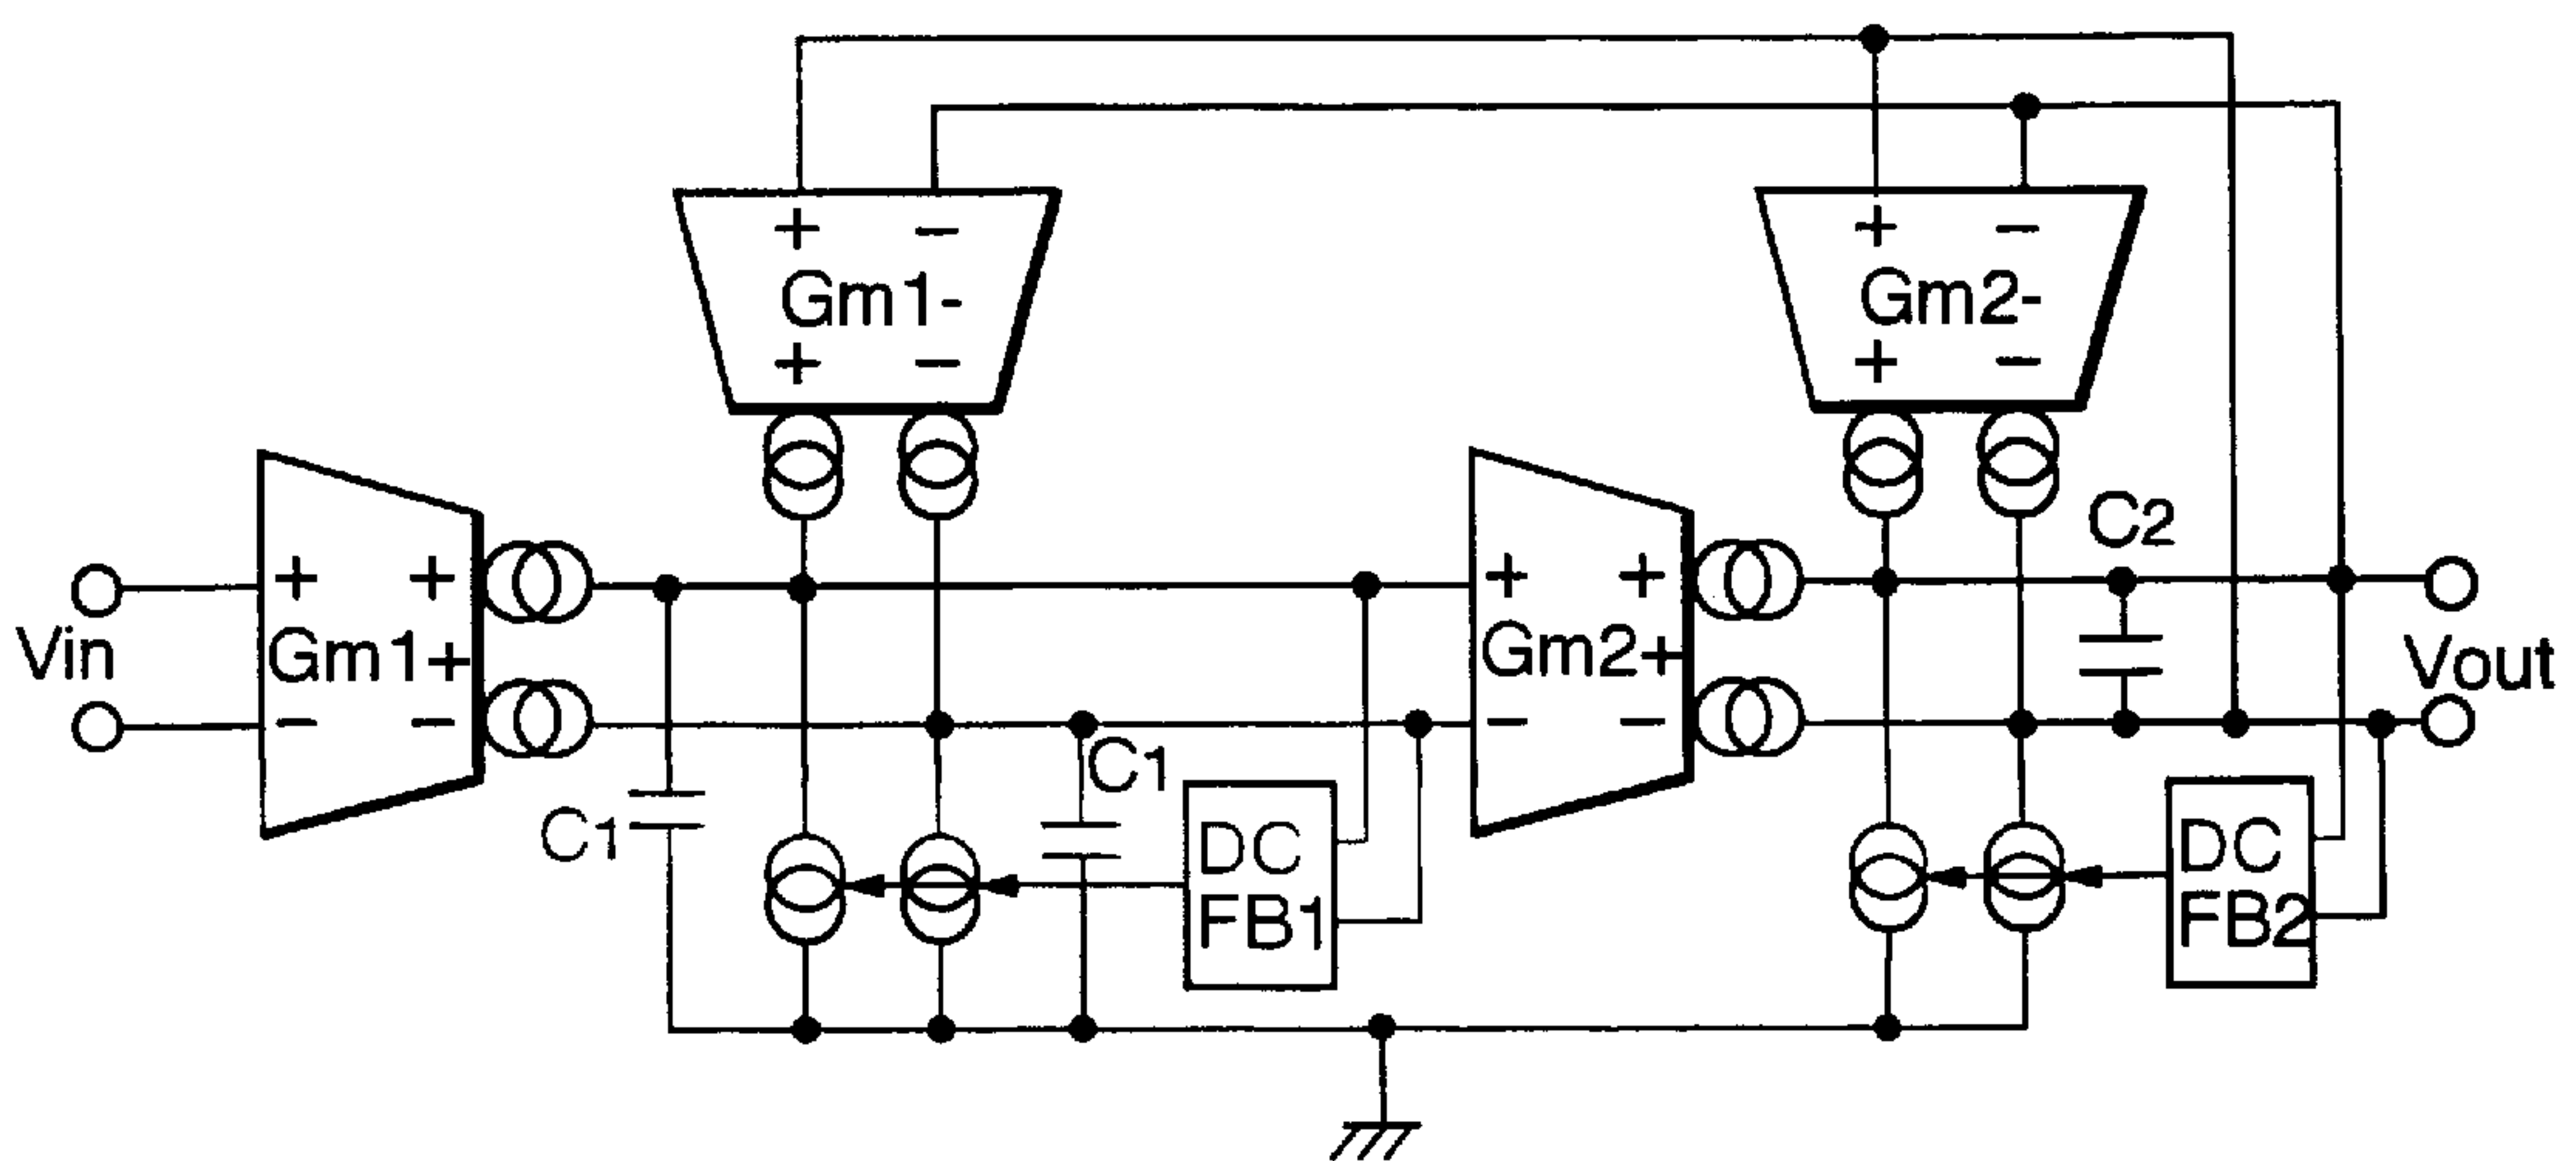 + −
Gm1-
+ −
+ −
Gm2-
+ −
Vin
+ +
Gm1+
− −
C1
C1
DC
FB1
+ +
Gm2+
− −
C2
Vout
DC
FB2